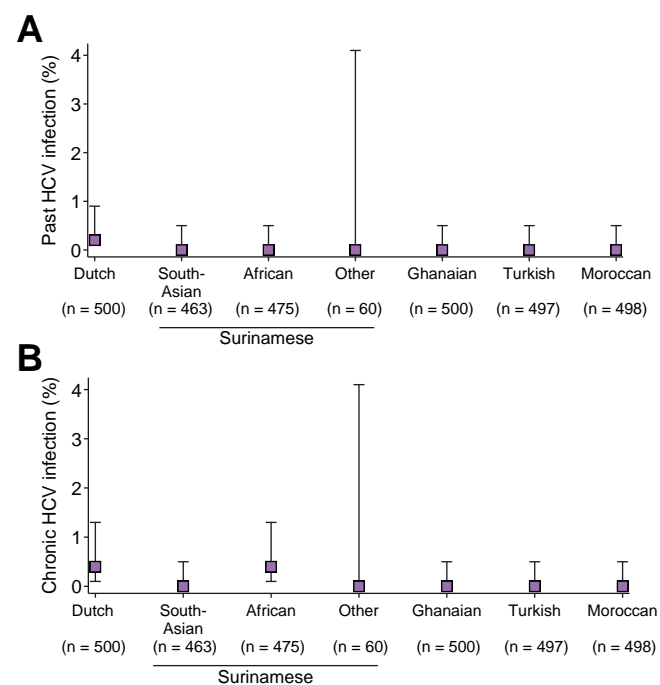 A
Past HCV infection (%)
4
3
2
1
0
Dutch South-Asian African Other Ghanaian Turkish Moroccan
(n = 500) (n = 463) (n = 475) (n = 60) (n = 500) (n = 497) (n = 498)
Surinamese
B
Chronic HCV infection (%)
4
3
2
1
0
Dutch South-Asian African Other Ghanaian Turkish Moroccan
(n = 500) (n = 463) (n = 475) (n = 60) (n = 500) (n = 497) (n = 498)
Surinamese